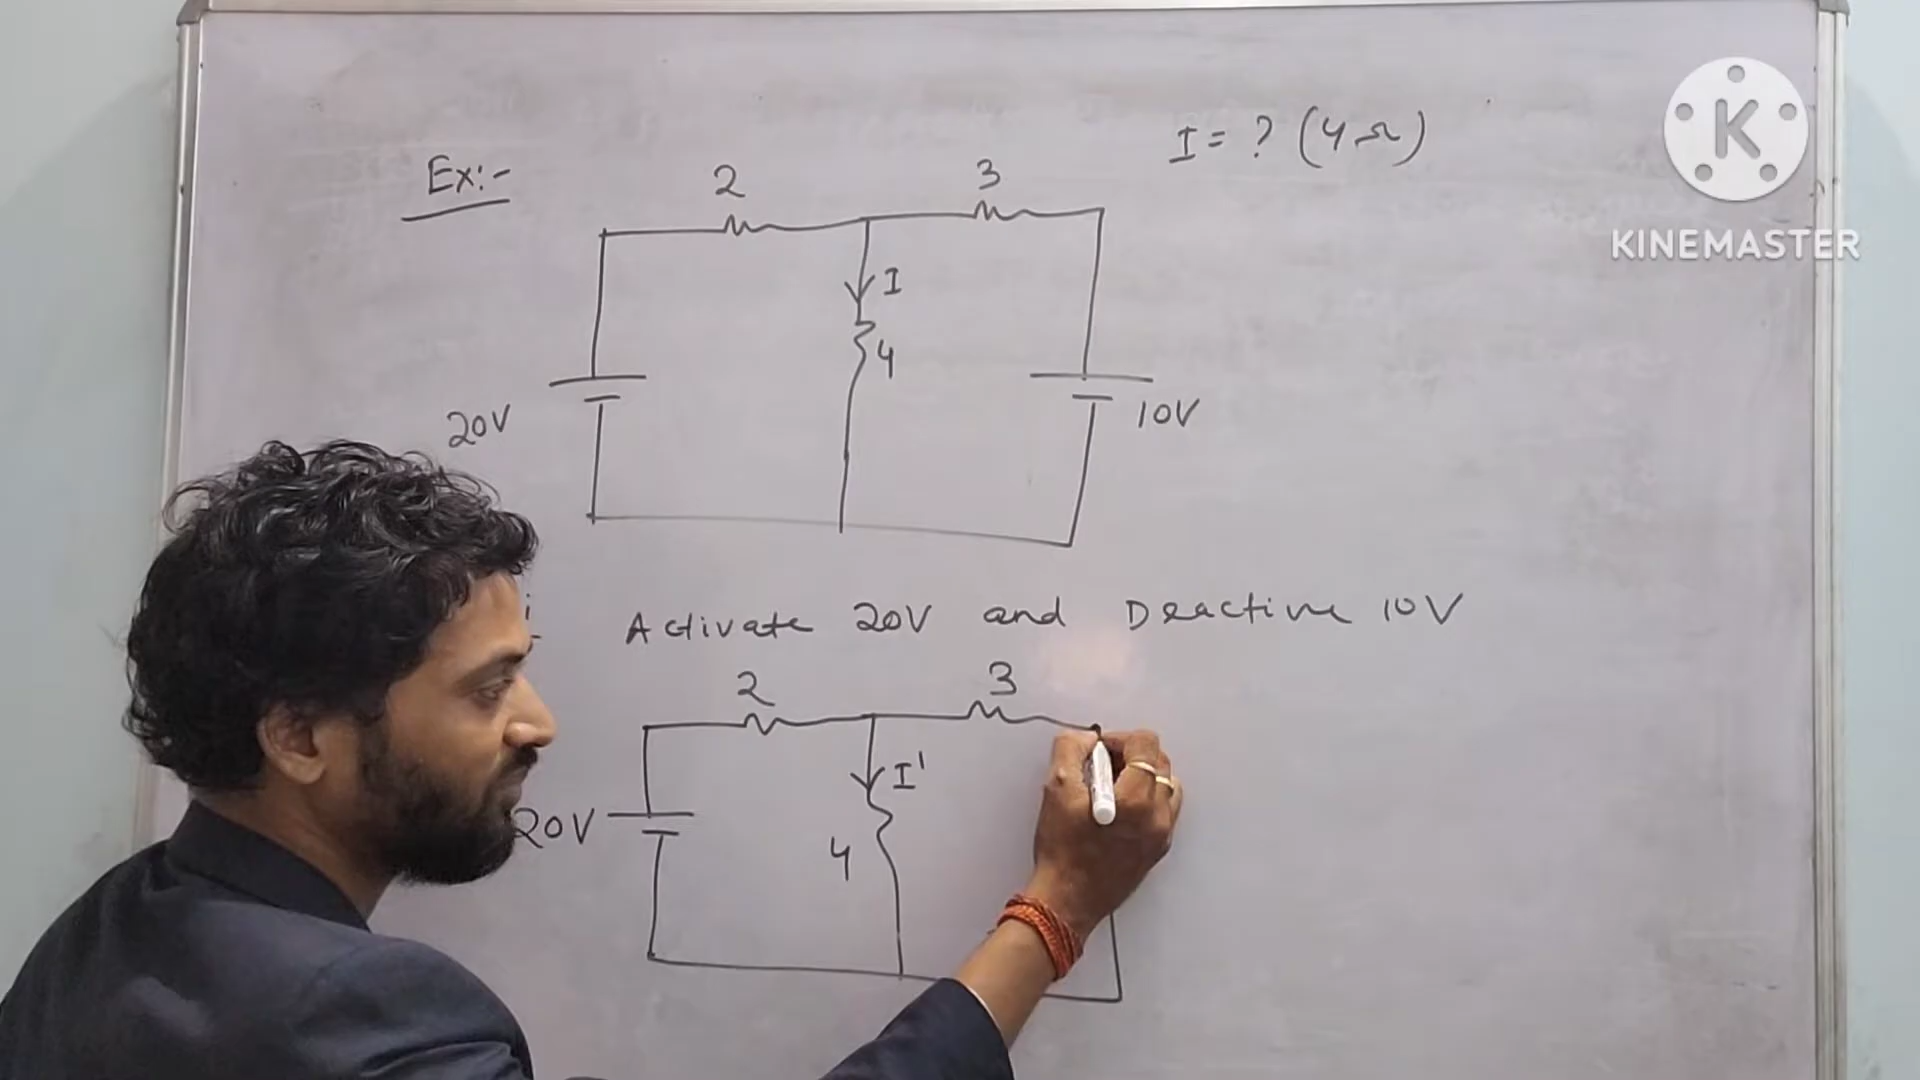 I = ? (4Ω)
K
KINEMASTER
Ex:-
2
3
I
4
20V
10V
Activate 20V and Deactive 10V
2
3
I'
20V
4